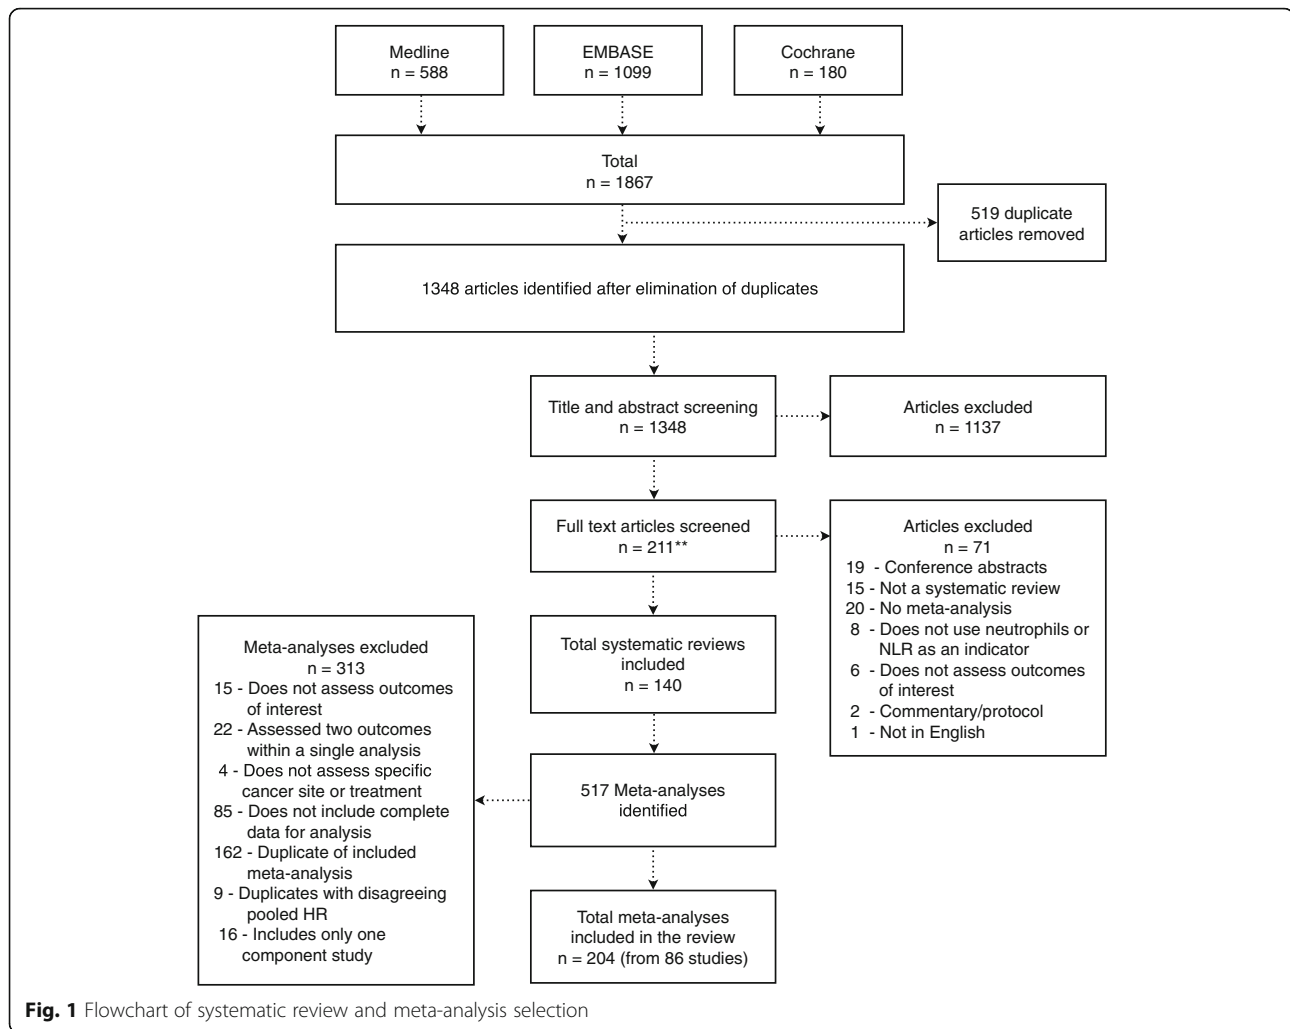 Medline
n = 588
EMBASE
n = 1099
Cochrane
n = 180
Total
n = 1867
519 duplicate
articles removed
1348 articles identified after elimination of duplicates
Title and abstract screening
n = 1348
Articles excluded
n = 1137
Full text articles screened
n = 211**
Articles excluded
n = 71
19 - Conference abstracts
15 - Not a systematic review
20 - No meta-analysis
8 - Does not use neutrophils or
NLR as an indicator
6 - Does not assess outcomes
of interest
2 - Commentary/protocol
1 - Not in English
Total systematic reviews
included
n = 140
Meta-analyses excluded
n = 313
15 - Does not assess outcomes
of interest
22 - Assessed two outcomes
within a single analysis
4 - Does not assess specific
cancer site or treatment
85 - Does not include complete
data for analysis
162 - Duplicate of included
meta-analysis
9 - Duplicates with disagreeing
pooled HR
16 - Includes only one
component study
517 Meta-analyses
identified
Total meta-analyses
included in the review
n = 204 (from 86 studies)
Fig. 1 Flowchart of systematic review and meta-analysis selection